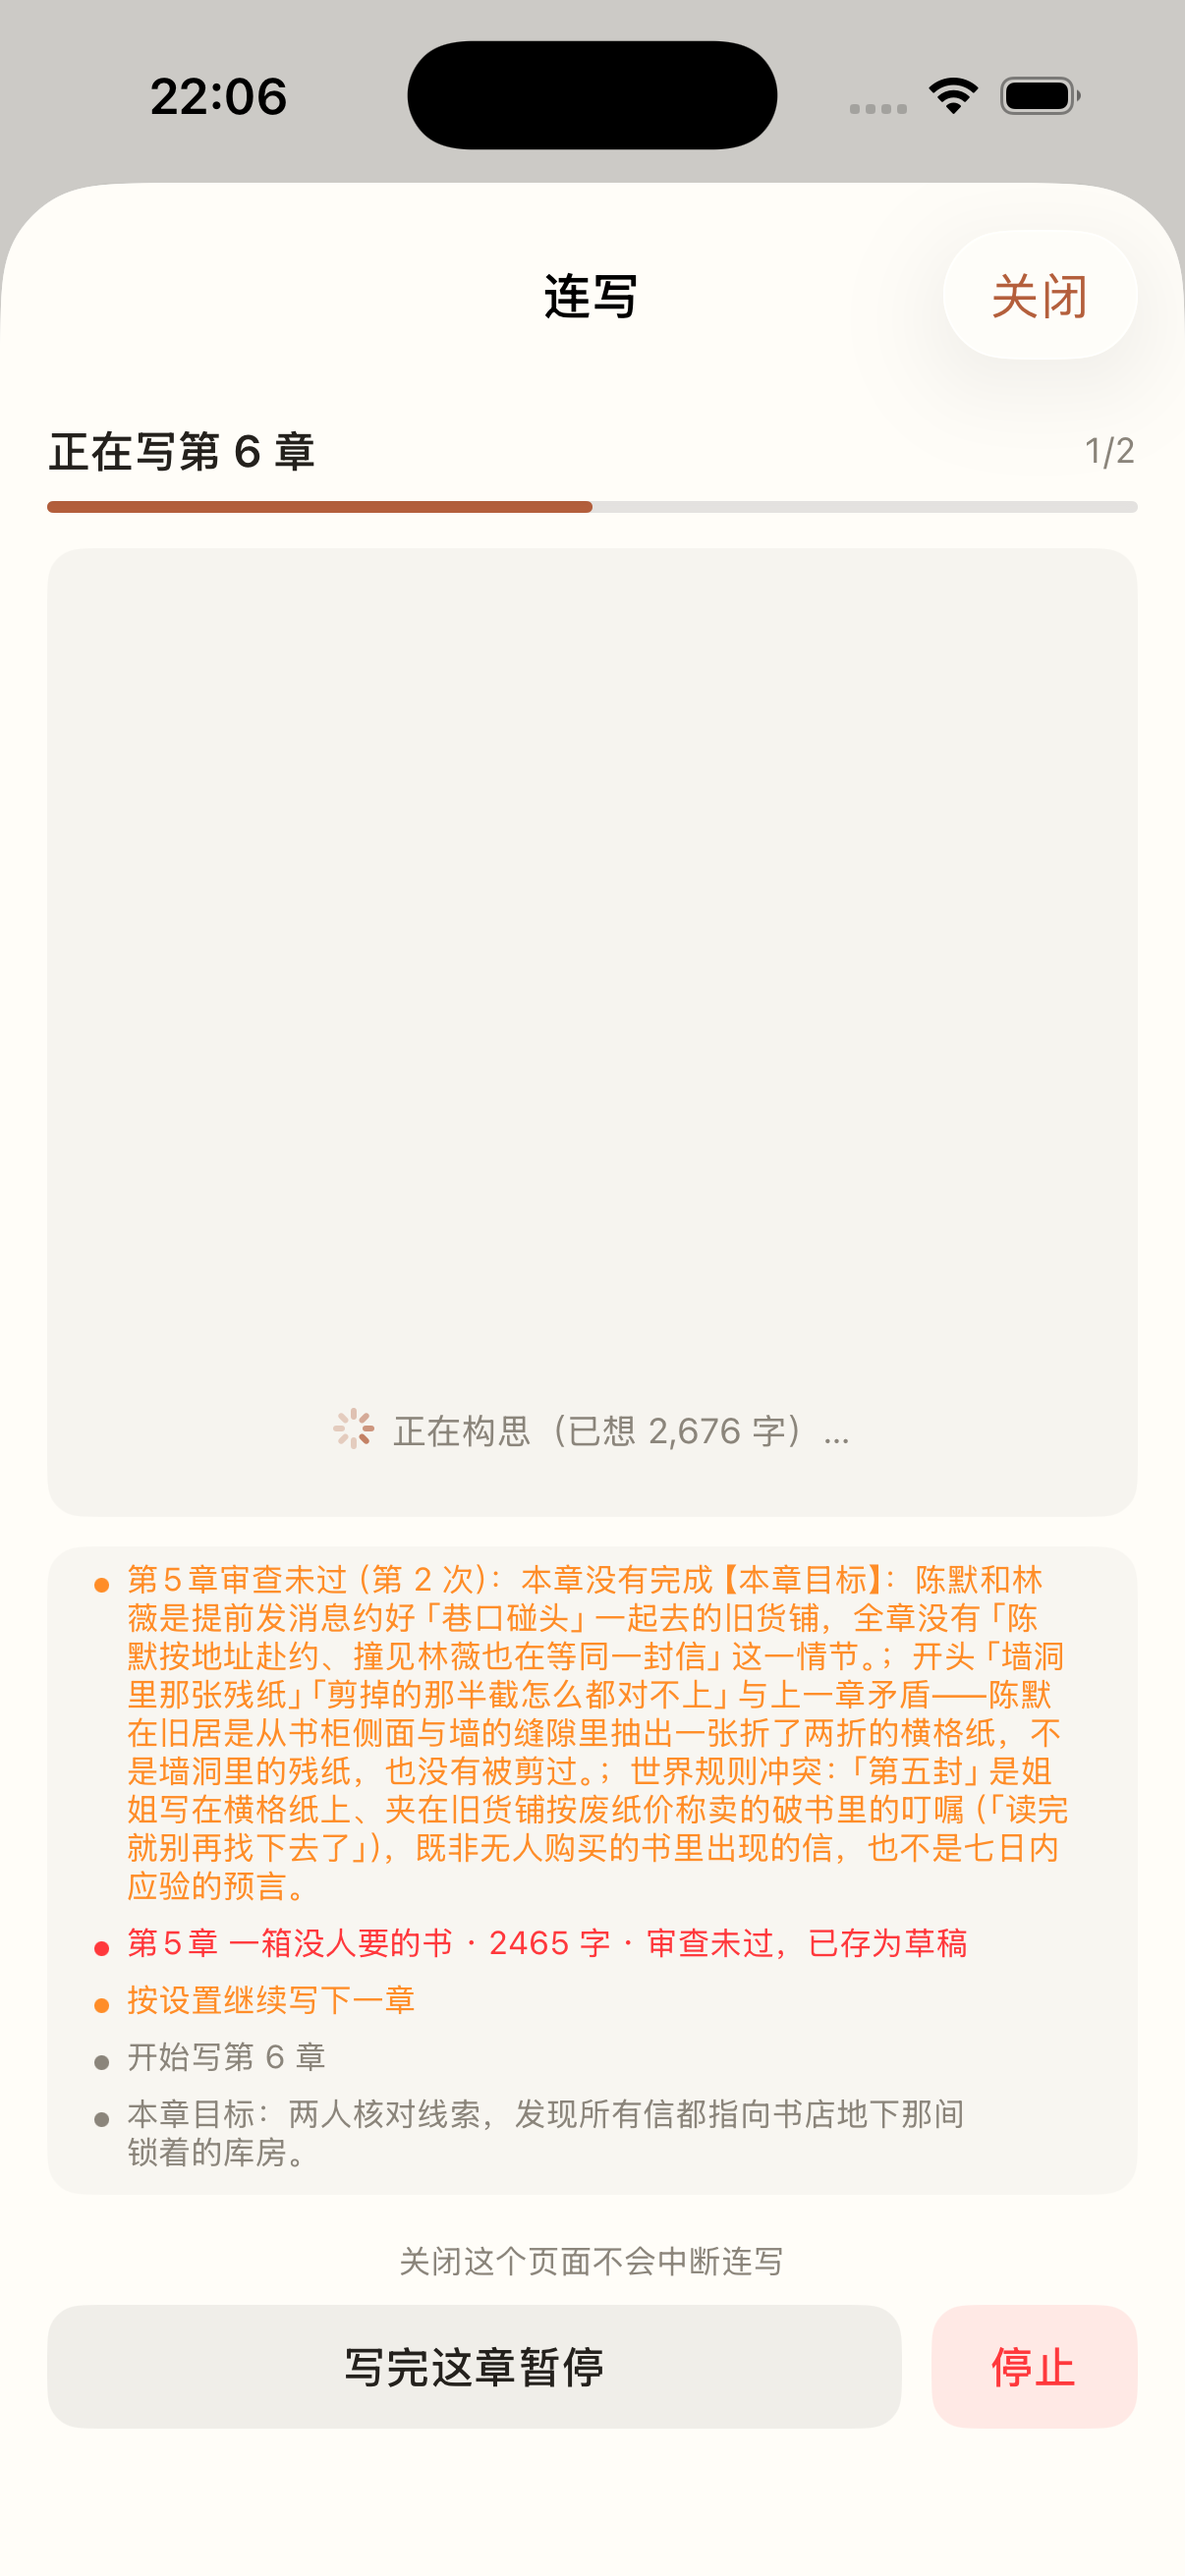 22:06
连写
关闭
正在写第 6 章
1/2
正在构思（已想 2,676 字）…
第5章审查未过（第 2 次）：本章没有完成【本章目标】：陈默和林
薇是提前发消息约好「巷口碰头」一起去的旧货铺，全章没有「陈
默按地址赴约、撞见林薇也在等同一封信」这一情节。；开头「墙洞
里那张残纸」「剪掉的那半截怎么都对不上」与上一章矛盾——陈默
在旧居是从书柜侧面与墙的缝隙里抽出一张折了两折的横格纸，不
是墙洞里的残纸，也没有被剪过。；世界规则冲突：「第五封」是姐
姐写在横格纸上、夹在旧货铺按废纸价称卖的破书里的叮嘱（「读完
就别再找下去了」），既非无人购买的书里出现的信，也不是七日内
应验的预言。
第5章 一箱没人要的书 · 2465 字 · 审查未过，已存为草稿
按设置继续写下一章
开始写第 6 章
本章目标：两人核对线索，发现所有信都指向书店地下那间
锁着的库房。
关闭这个页面不会中断连写
写完这章暂停
停止